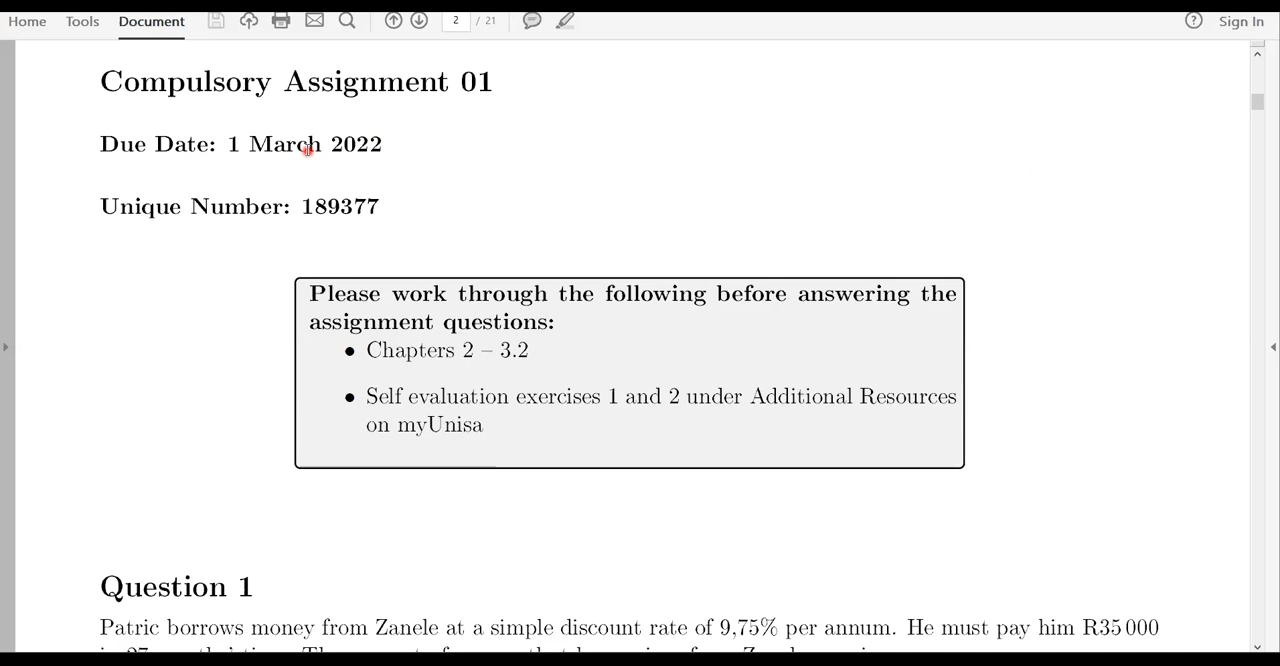 Home Tools Document 2 / 21 Sign In
Compulsory Assignment 01
Due Date: 1 March 2022
Unique Number: 189377
Please work through the following before answering the
assignment questions:
• Chapters 2 – 3.2
• Self evaluation exercises 1 and 2 under Additional Resources
on myUnisa
Question 1
Patric borrows money from Zanele at a simple discount rate of 9,75% per annum. He must pay him R35 000